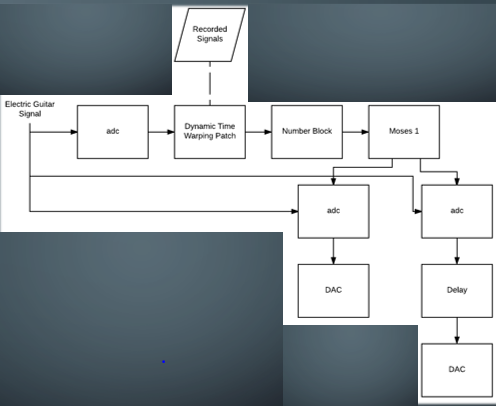 Recorded
Signals
Electric Guitar
Signal
adc
Dynamic Time
Warping Patch
Number Block
Moses 1
adc
adc
DAC
Delay
DAC